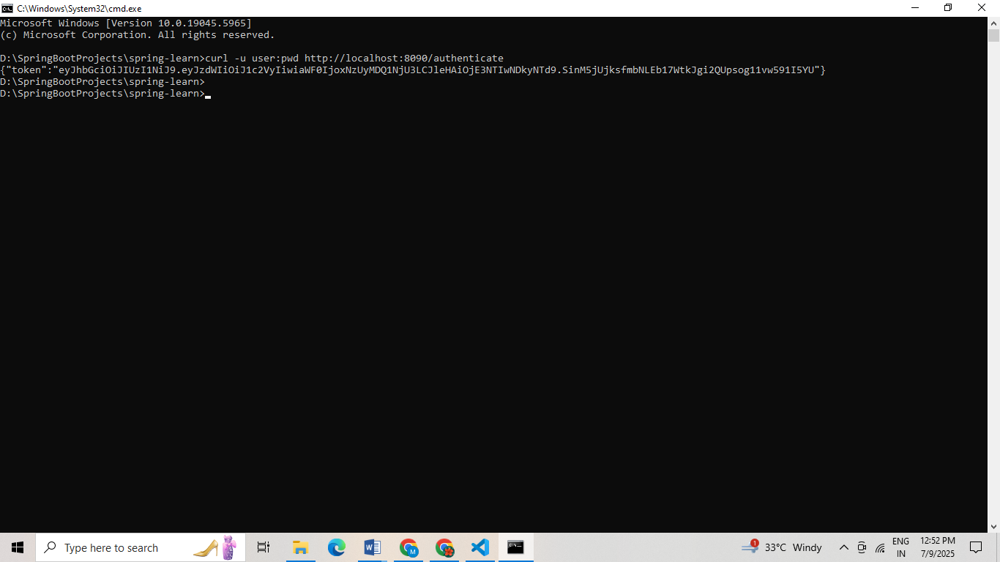 C:\Windows\System32\cmd.exe
Microsoft Windows [Version 10.0.19045.5965]
(c) Microsoft Corporation. All rights reserved.
D:\SpringBootProjects\spring-learn>curl -u user:pwd http://localhost:8090/authenticate
{"token":"eyJhbGciOiJIUzI1NiJ9.eyJzdWIiOiJ1c2VyIiwiaWF0IjoxNzUyMDQ1NjU3LCJleHAiOjE3NTIwNDkyNTd9.SinM5jUjksfmbNLEb17WtkJgi2QUpsog11vw591I5YU"}
D:\SpringBootProjects\spring-learn>
D:\SpringBootProjects\spring-learn>
Type here to search
1
33°C Windy
ENG
IN
12:52 PM
7/9/2025